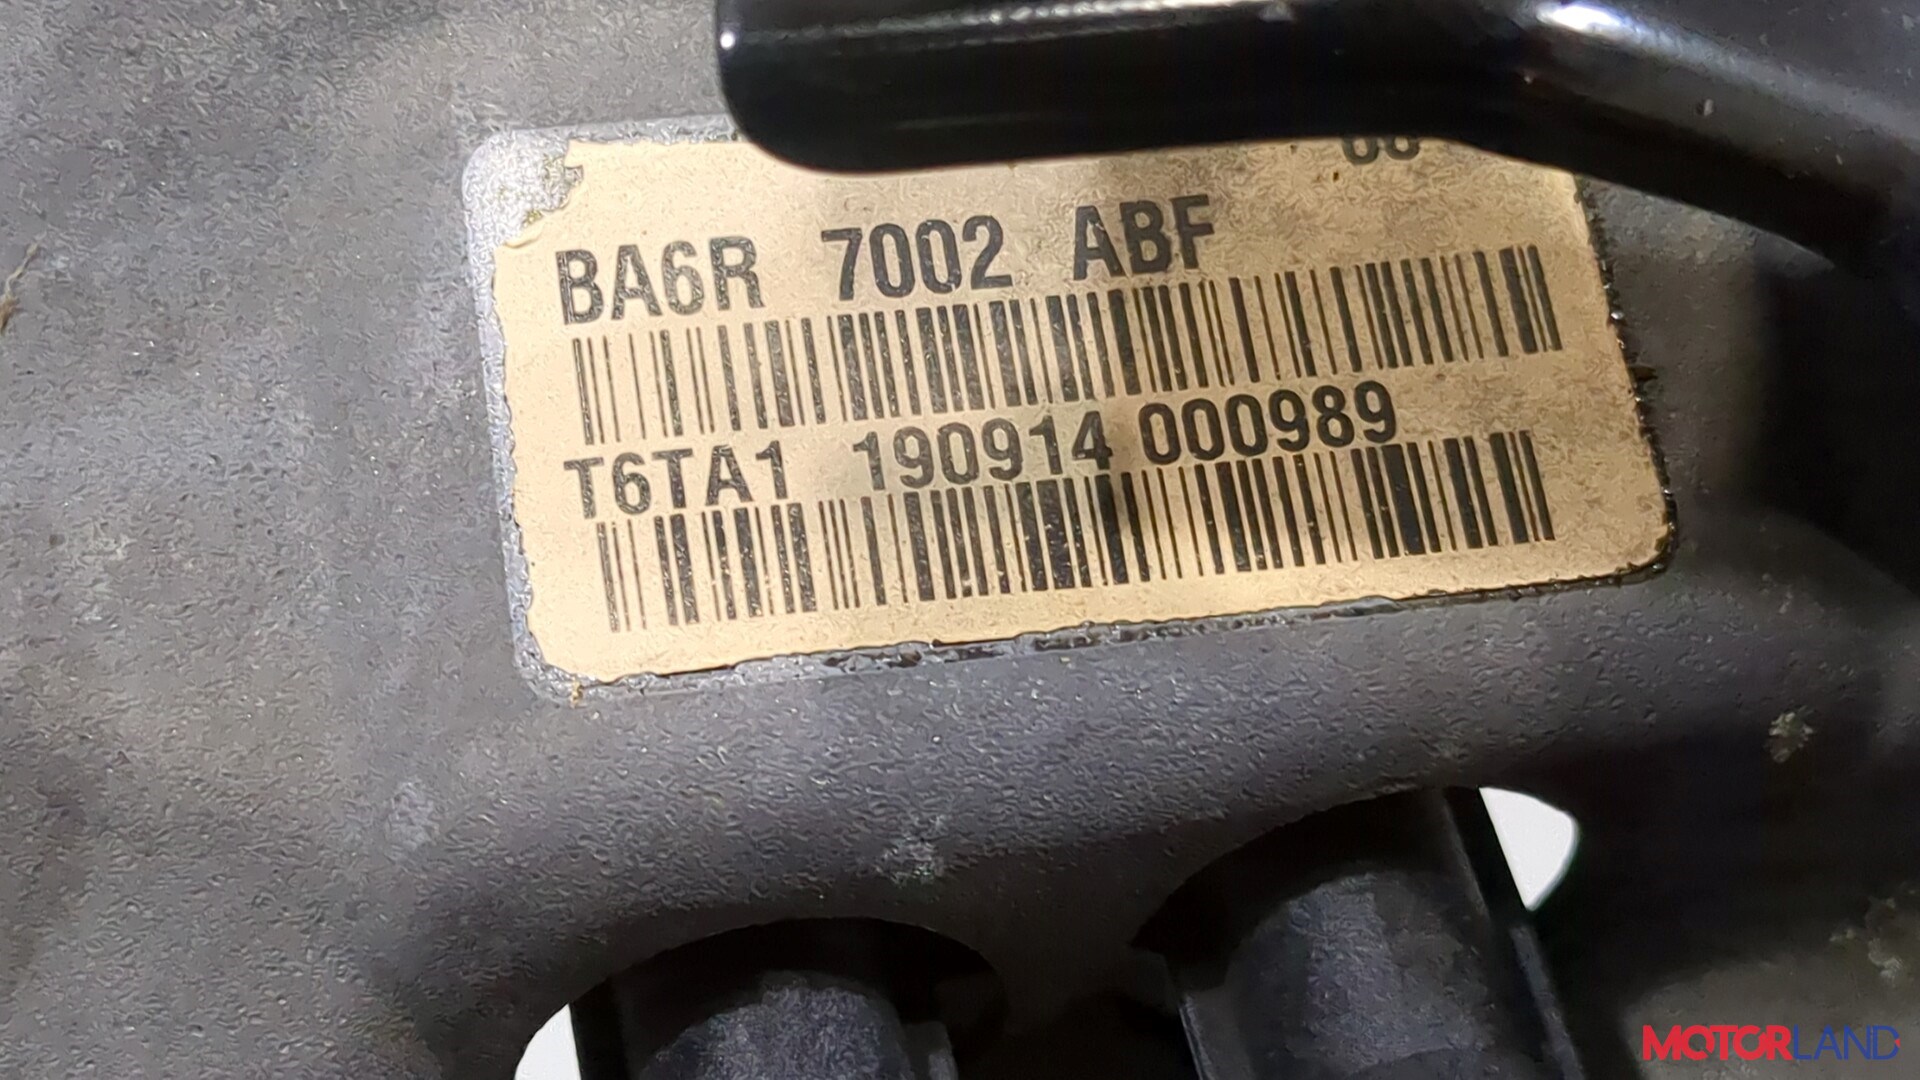 BA6R 7002 ABF
T6TA1 190914 000989
MOTORLAND